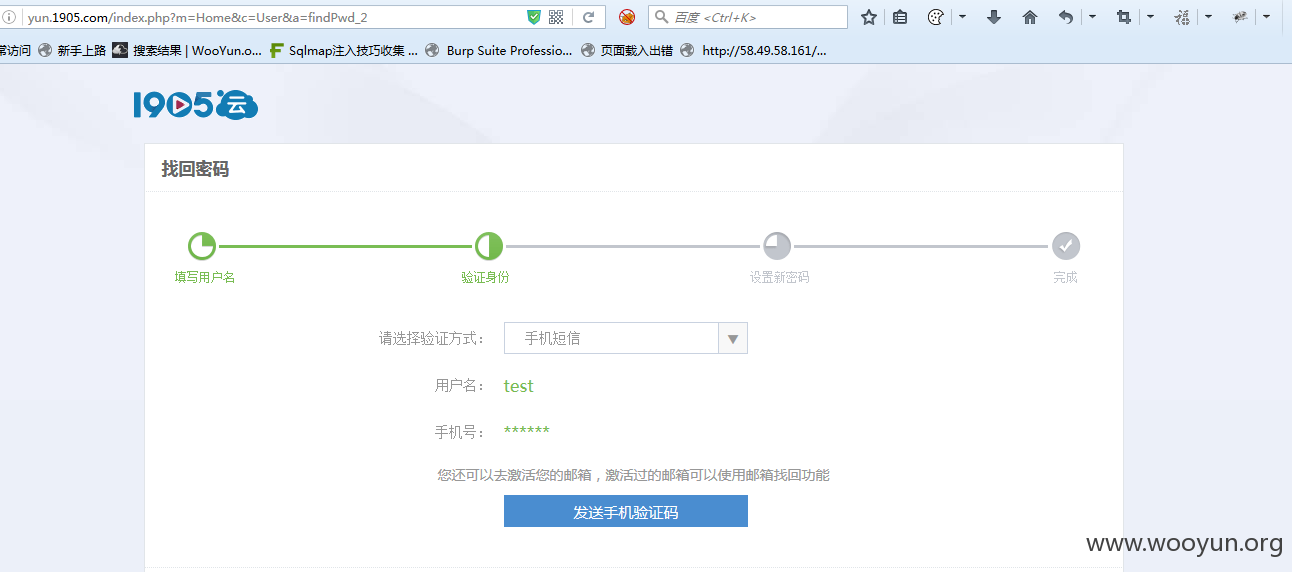 yun.1905.com/index.php?m=Home&c=User&a=findPwd_2
百度 <Ctrl+K>
常访问 新手上路 搜索结果 | WooYun.o... Sqlmap注入技巧收集 ... Burp Suite Professio... 页面载入出错 http://58.49.58.161/...
1905云
找回密码
填写用户名 验证身份 设置新密码 完成
请选择验证方式： 手机短信
用户名： test
手机号： ******
您还可以去激活您的邮箱，激活过的邮箱可以使用邮箱找回功能
发送手机验证码
www.wooyun.org